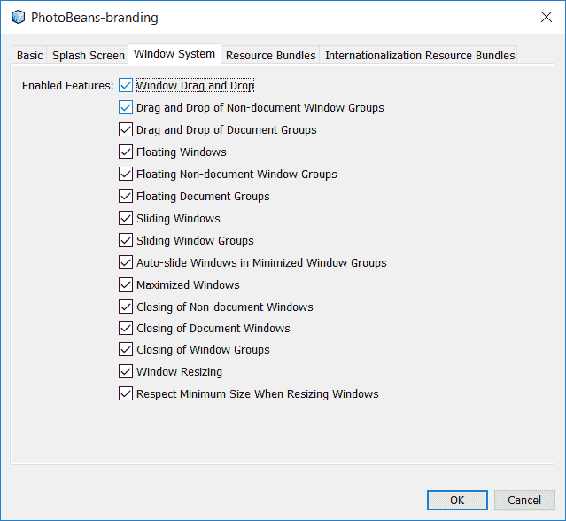 PhotoBeans-branding
Basic Splash Screen Window System Resource Bundles Internationalization Resource Bundles
Enabled Features: Window Drag and Drop
Drag and Drop of Non-document Window Groups
Drag and Drop of Document Groups
Floating Windows
Floating Non-document Window Groups
Floating Document Groups
Sliding Windows
Sliding Window Groups
Auto-slide Windows in Minimized Window Groups
Maximized Windows
Closing of Non-document Windows
Closing of Document Windows
Closing of Window Groups
Window Resizing
Respect Minimum Size When Resizing Windows
OK Cancel